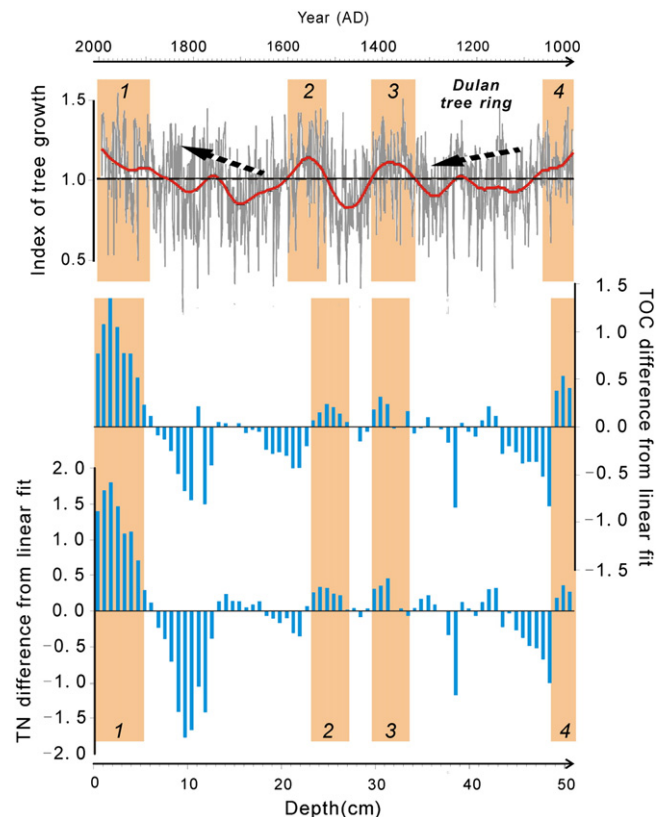 Year (AD)
2000 1800 1600 1400 1200 1000
1 2 3 4
Dulan
tree ring
Index of tree growth
1.5
1.0
0.5
TOC difference from linear fit
1.5
1.0
0.5
0.0
-0.5
-1.0
-1.5
TN difference from linear fit
2.0
1.5
1.0
0.5
0.0
-0.5
-1.0
-1.5
-2.0
1 2 3 4
0 10 20 30 40 50
Depth(cm)